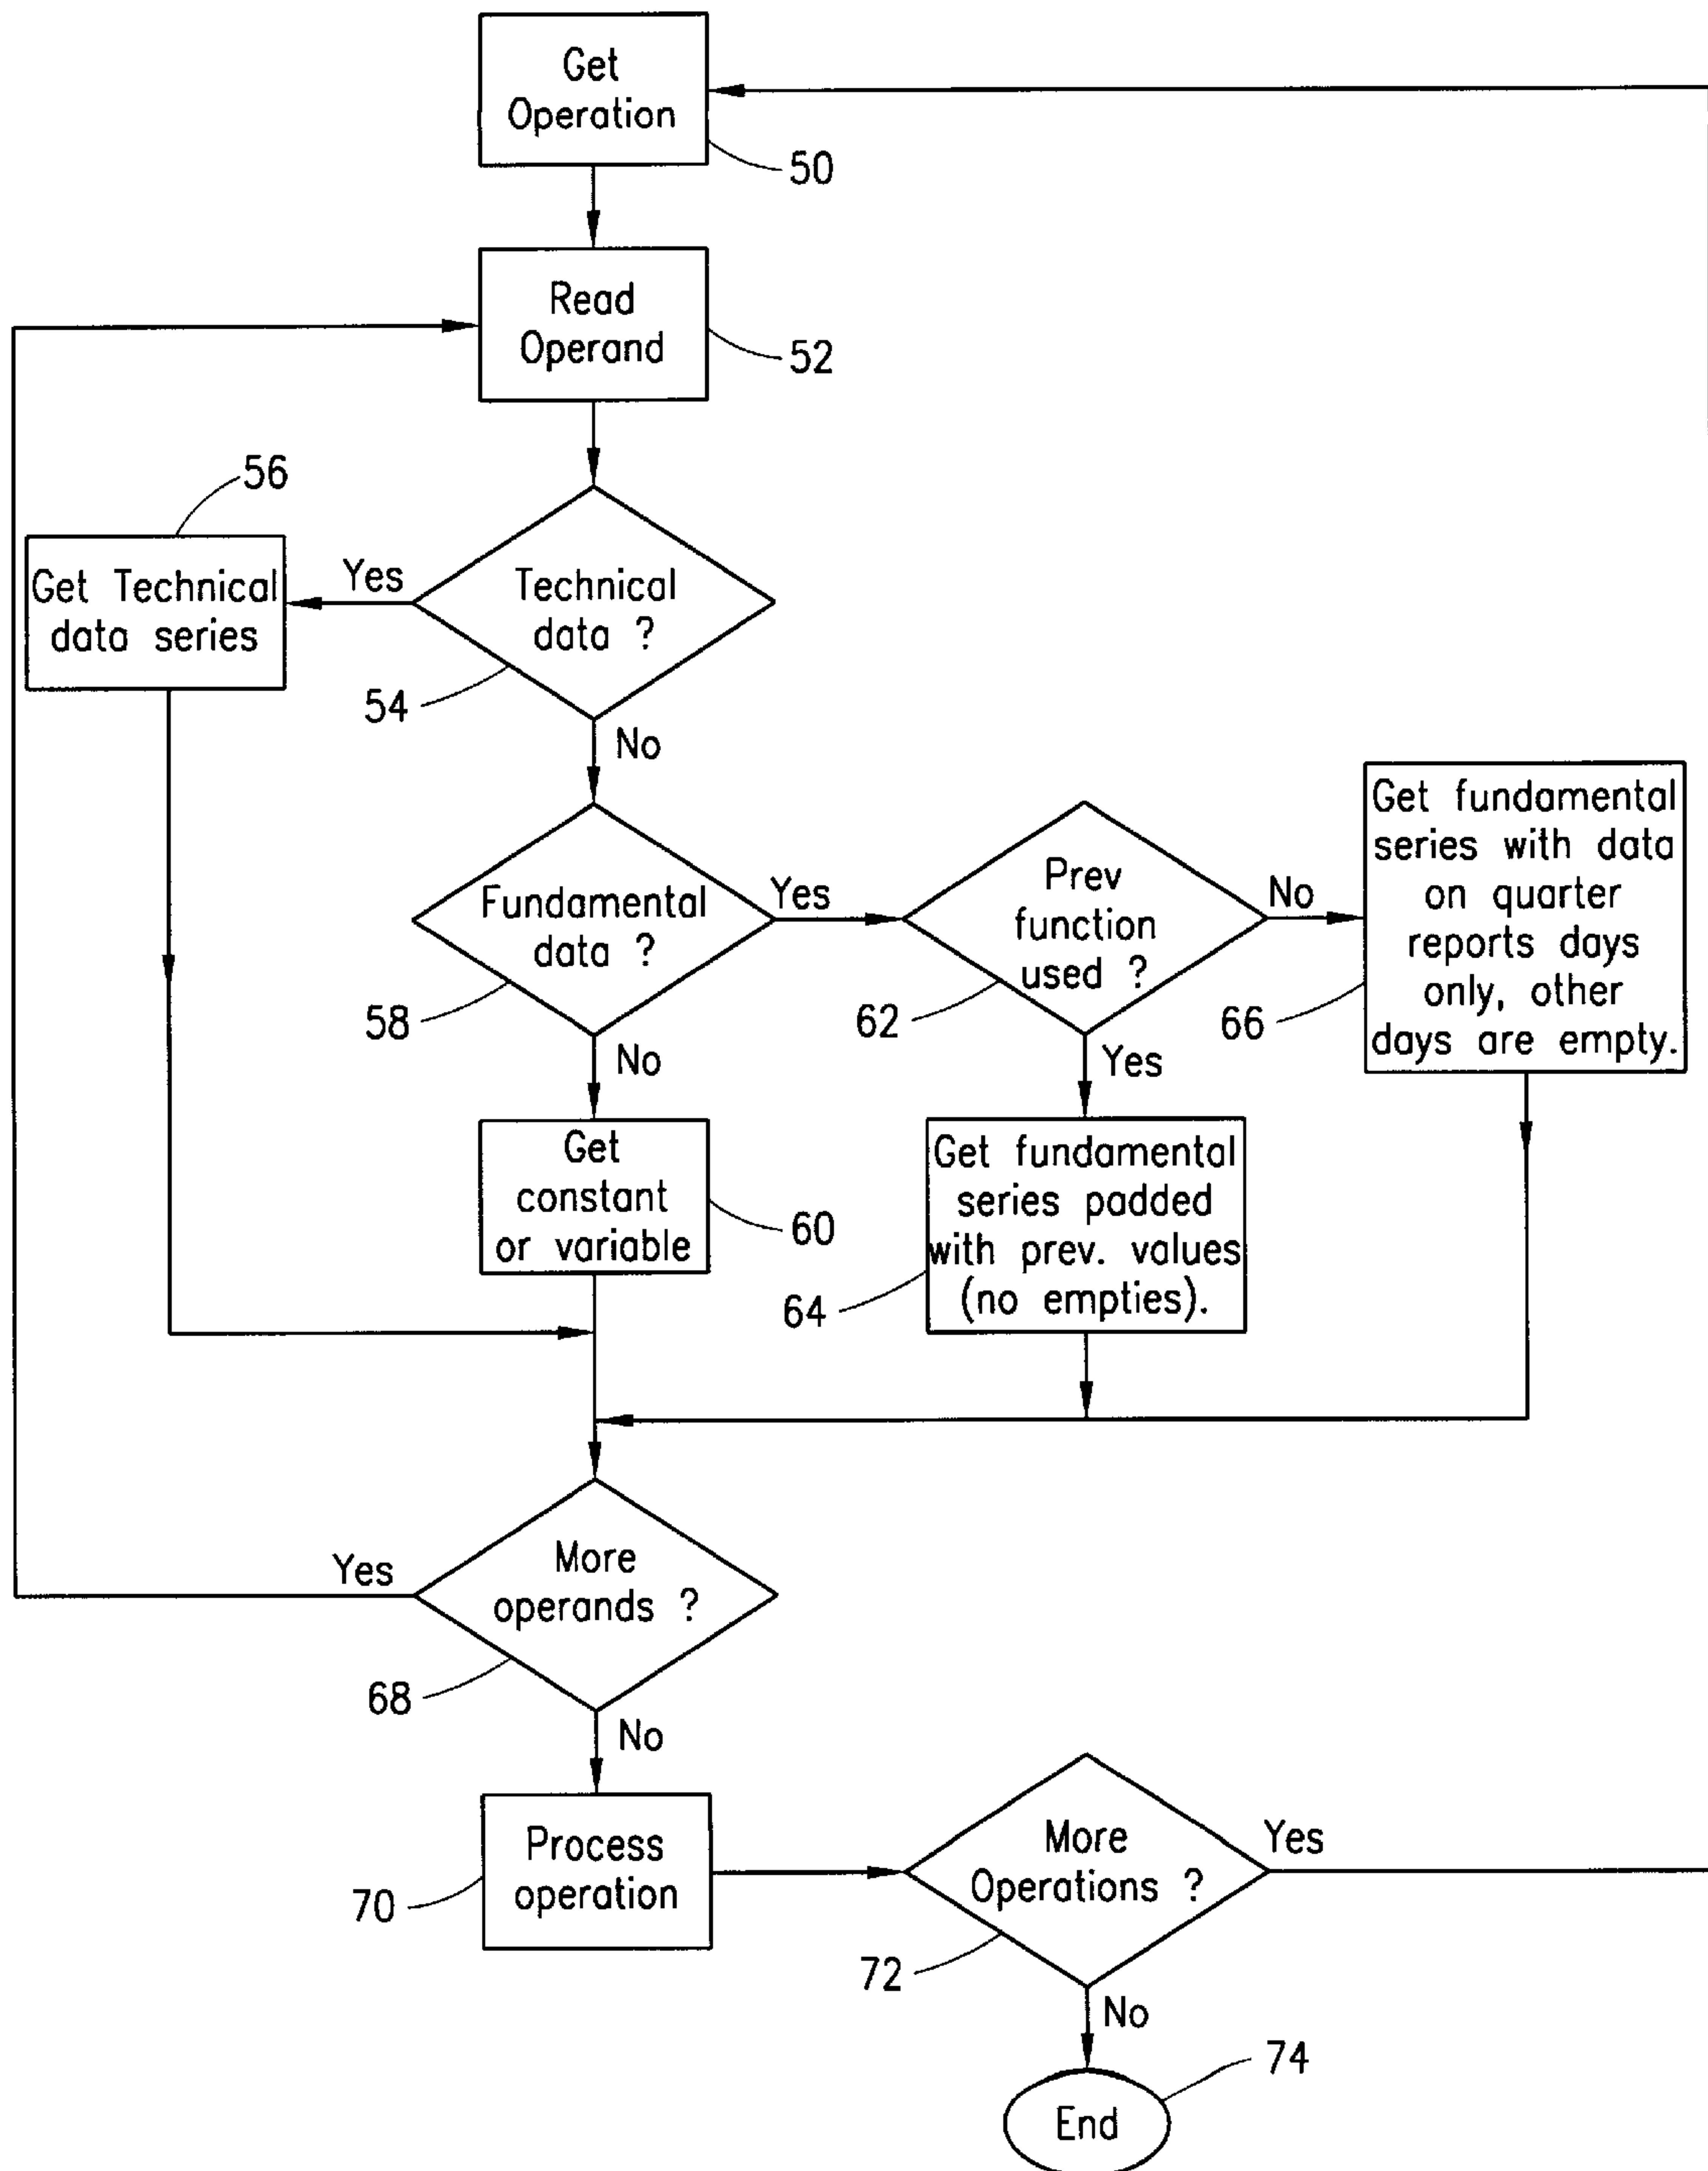 Get
Operation
50
Read
Operand
52
56
Get Technical
data series
Yes
Technical
data ?
54
No
Fundamental
data ?
58
Yes
No
Prev
function
used ?
62
No
Yes
Get fundamental
series with data
on quarter
reports days
only, other
days are empty.
66
Get
constant
or variable
60
Get fundamental
series padded
with prev. values
(no empties).
64
More
operands ?
68
Yes
No
Process
operation
70
More
Operations ?
72
Yes
No
74
End